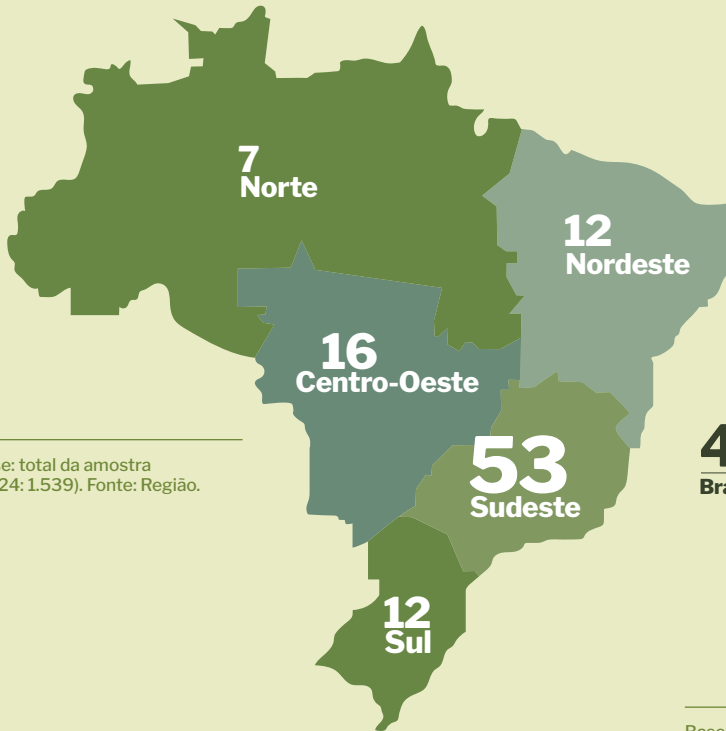 7
Norte
12
Nordeste
16
Centro-Oeste
53
Sudeste
total da amostra
24: 1.539). Fonte: Região.
4
12
Sul